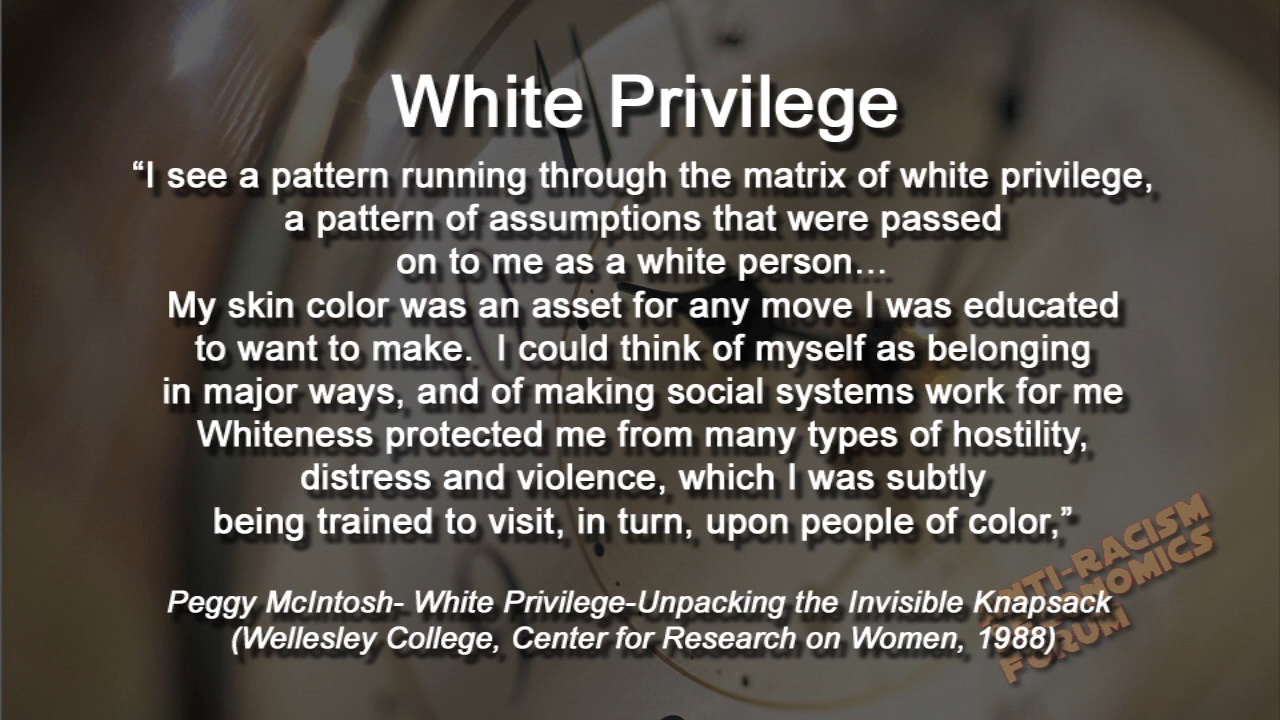 White Privilege
“I see a pattern running through the matrix of white privilege,
a pattern of assumptions that were passed
on to me as a white person...
My skin color was an asset for any move I was educated
to want to make.  I could think of myself as belonging
in major ways, and of making social systems work for me
Whiteness protected me from many types of hostility,
distress and violence, which I was subtly
being trained to visit, in turn, upon people of color,”
Peggy McIntosh- White Privilege-Unpacking the Invisible Knapsack
(Wellesley College, Center for Research on Women, 1988)
ANTI-RACISM
ECONOMICS
FORUM